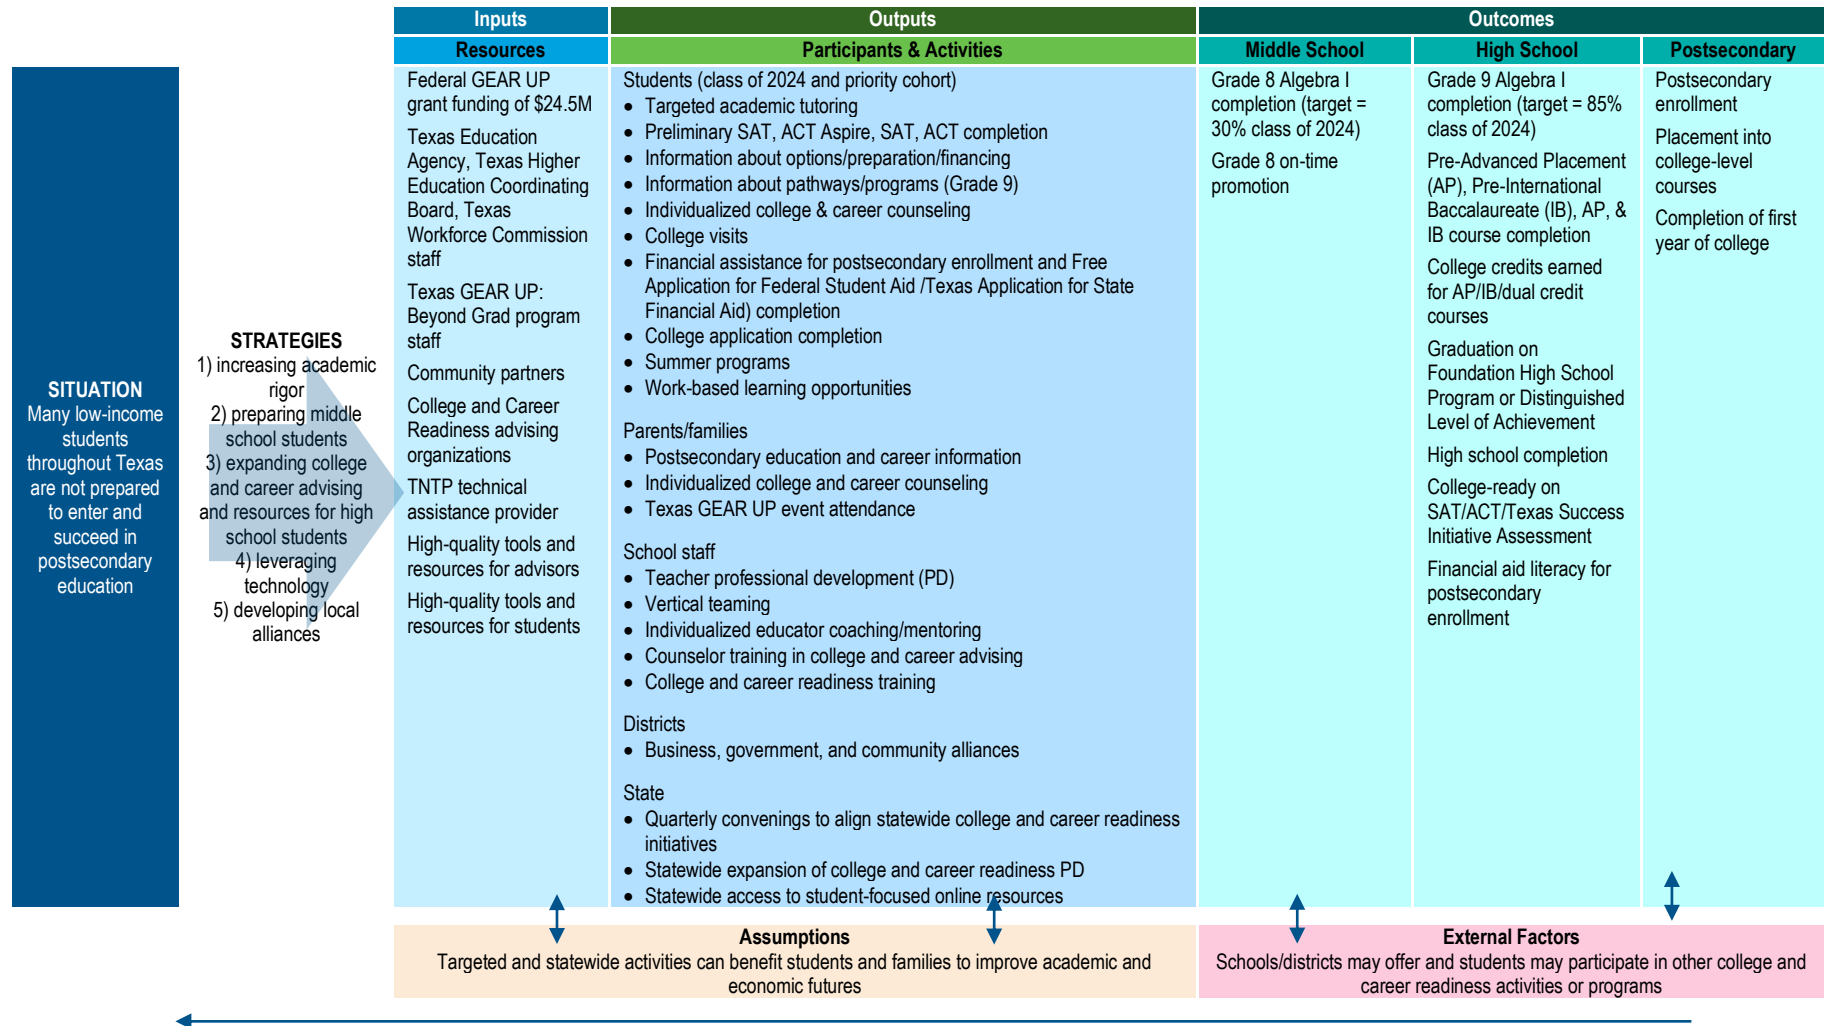 Inputs
Outputs
Outcomes
Resources
Participants & Activities
Middle School
High School
Postsecondary
SITUATION
Many low-income
students
throughout Texas
are not prepared
to enter and
succeed in
postsecondary
education
STRATEGIES
1) increasing academic
rigor
2) preparing middle
school students
3) expanding college
and career advising
and resources for high
school students
4) leveraging
technology
5) developing local
alliances
Federal GEAR UP
grant funding of $24.5M
Texas Education
Agency, Texas Higher
Education Coordinating
Board, Texas
Workforce Commission
staff
Texas GEAR UP:
Beyond Grad program
staff
Community partners
College and Career
Readiness advising
organizations
TNTP technical
assistance provider
High-quality tools and
resources for advisors
High-quality tools and
resources for students
Students (class of 2024 and priority cohort)
• Targeted academic tutoring
• Preliminary SAT, ACT Aspire, SAT, ACT completion
• Information about options/preparation/financing
• Information about pathways/programs (Grade 9)
• Individualized college & career counseling
• College visits
• Financial assistance for postsecondary enrollment and Free
Application for Federal Student Aid /Texas Application for State
Financial Aid) completion
• College application completion
• Summer programs
• Work-based learning opportunities
Parents/families
• Postsecondary education and career information
• Individualized college and career counseling
• Texas GEAR UP event attendance
School staff
• Teacher professional development (PD)
• Vertical teaming
• Individualized educator coaching/mentoring
• Counselor training in college and career advising
• College and career readiness training
Districts
• Business, government, and community alliances
State
• Quarterly convenings to align statewide college and career readiness
initiatives
• Statewide expansion of college and career readiness PD
• Statewide access to student-focused online resources
Grade 8 Algebra I
completion (target =
30% class of 2024)
Grade 8 on-time
promotion
Grade 9 Algebra I
completion (target = 85%
class of 2024)
Pre-Advanced Placement
(AP), Pre-International
Baccalaureate (IB), AP, &
IB course completion
College credits earned
for AP/IB/dual credit
courses
Graduation on
Foundation High School
Program or Distinguished
Level of Achievement
High school completion
College-ready on
SAT/ACT/Texas Success
Initiative Assessment
Financial aid literacy for
postsecondary
enrollment
Postsecondary
enrollment
Placement into
college-level
courses
Completion of first
year of college
Assumptions
Targeted and statewide activities can benefit students and families to improve academic and
economic futures
External Factors
Schools/districts may offer and students may participate in other college and
career readiness activities or programs